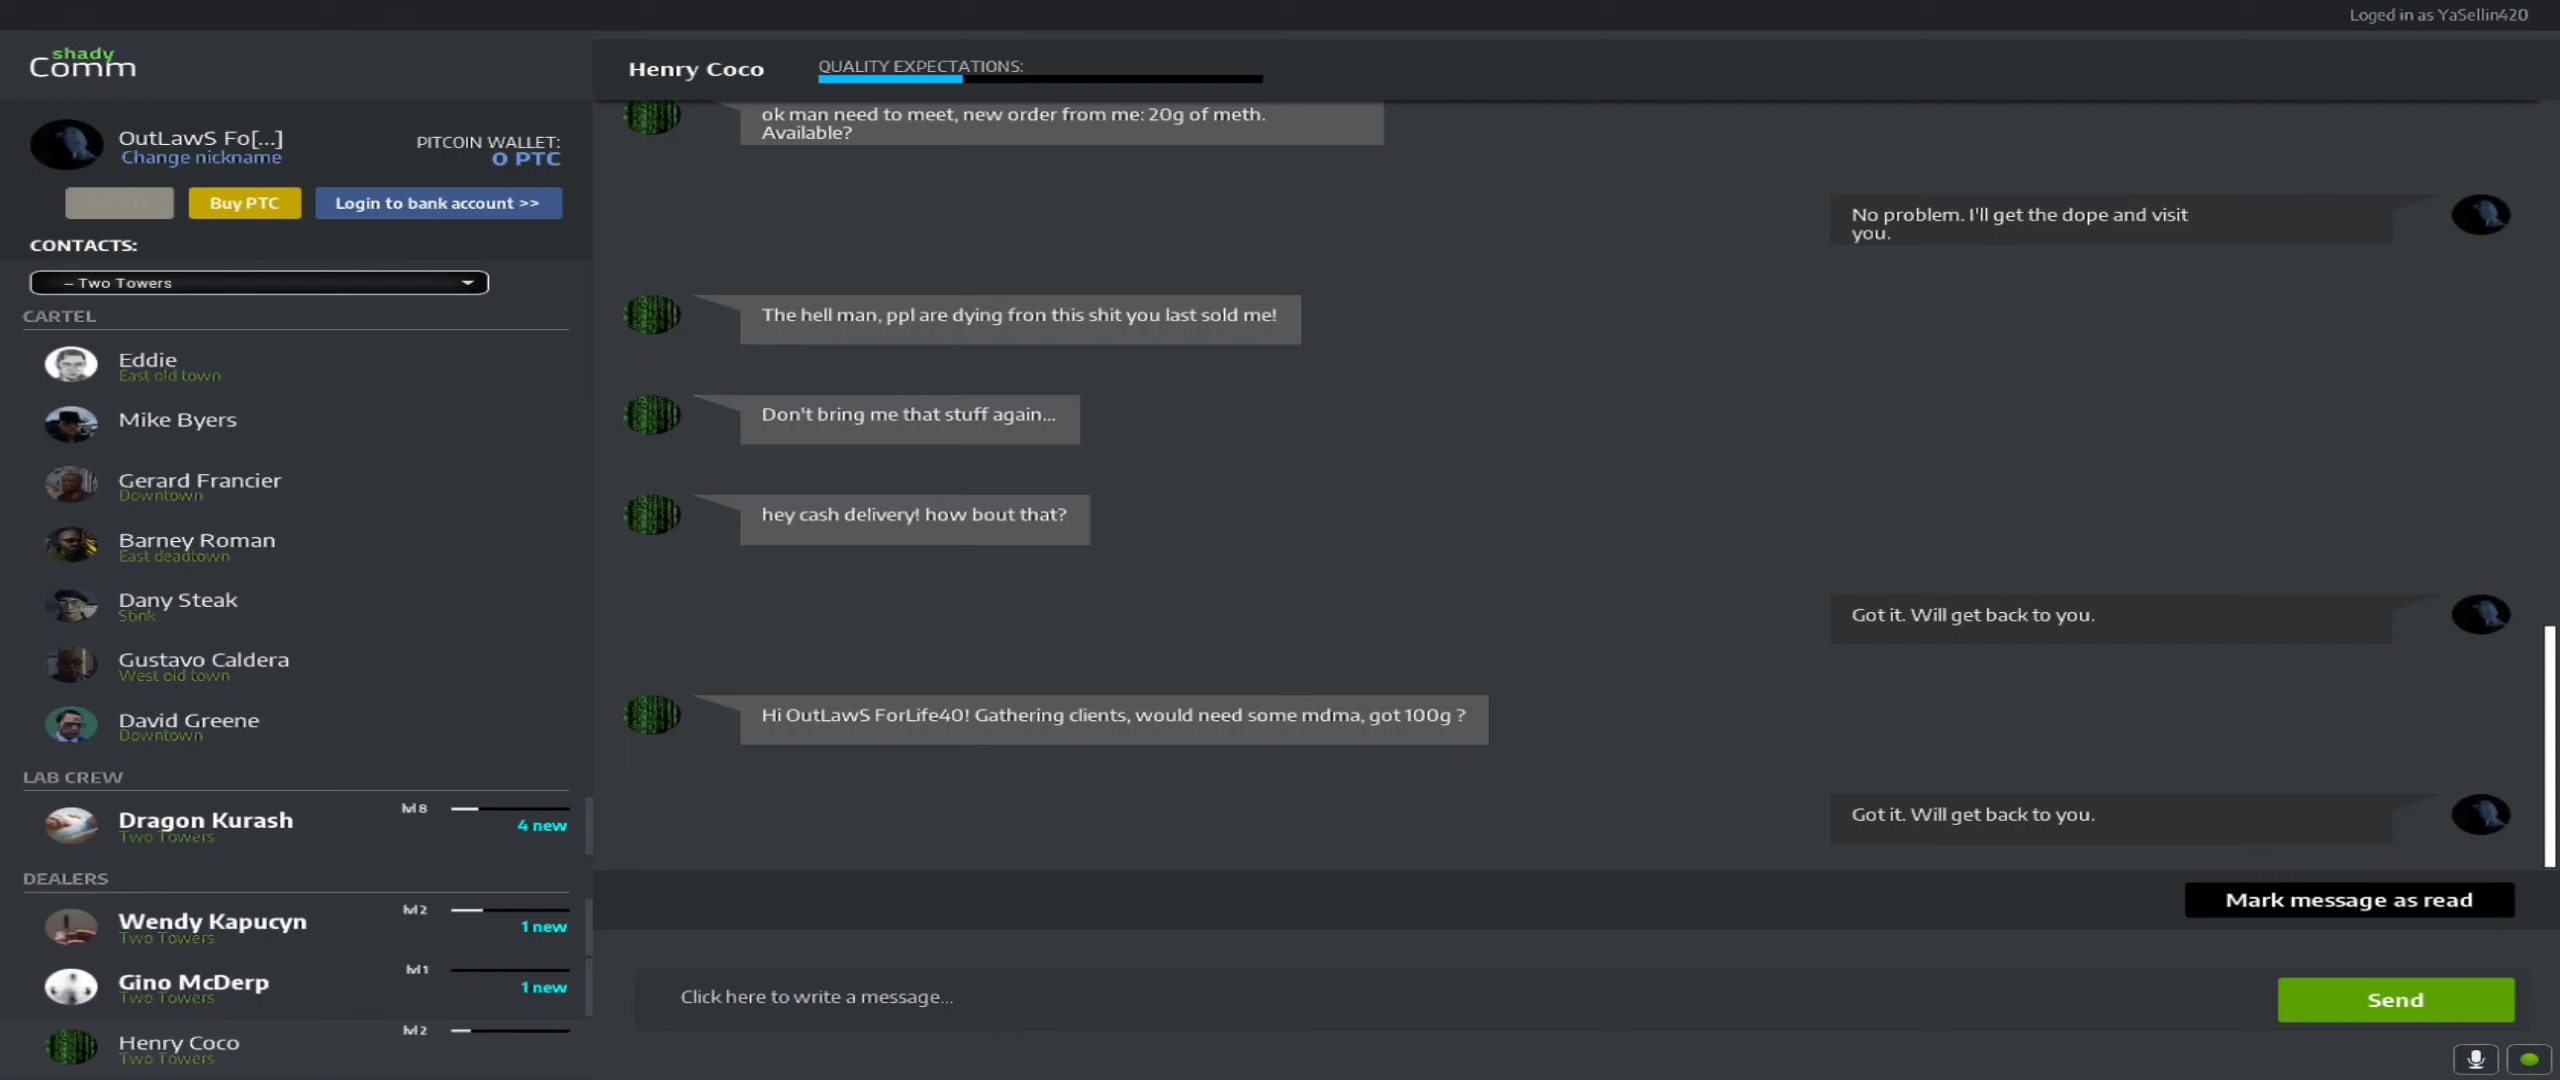 Loged in as YaSellin420
shady
Comm
OutLawS Fo[...]
Change nickname
PITCOIN WALLET:
0 PTC
Buy PTC
Login to bank account >>
CONTACTS:
-- Two Towers
CARTEL
Eddie
East old town
Mike Byers
Gerard Francier
Downtown
Barney Roman
East deadtown
Dany Steak
Stink
Gustavo Caldera
West old town
David Greene
Downtown
LAB CREW
Dragon Kurash
Two Towers
lvl 8
4 new
DEALERS
Wendy Kapucyn
Two Towers
lvl 2
1 new
Gino McDerp
Two Towers
lvl 1
1 new
Henry Coco
Two Towers
lvl 2
Henry Coco
QUALITY EXPECTATIONS:
ok man need to meet, new order from me: 20g of meth.
Available?
No problem. I'll get the dope and visit
you.
The hell man, ppl are dying fron this shit you last sold me!
Don't bring me that stuff again...
hey cash delivery! how bout that?
Got it. Will get back to you.
Hi OutLawS ForLife40! Gathering clients, would need some mdma, got 100g ?
Got it. Will get back to you.
Mark message as read
Click here to write a message...
Send